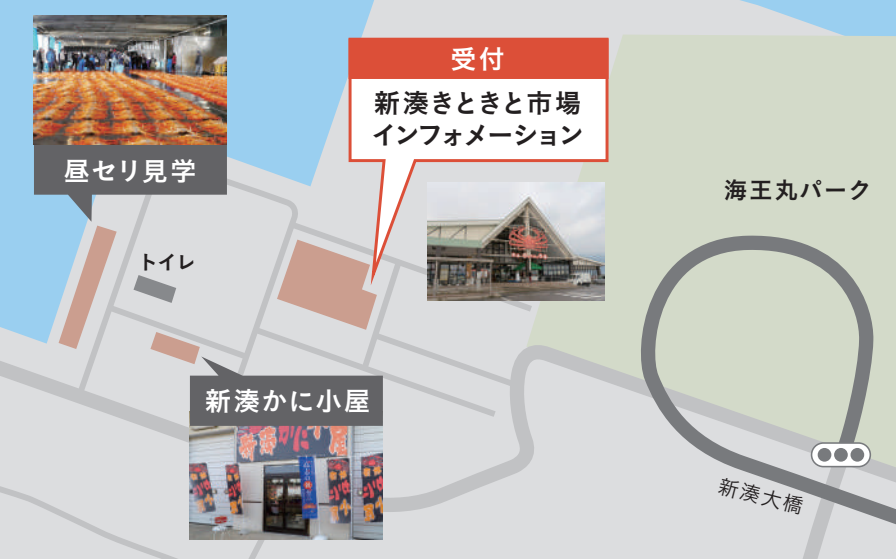 受付
新湊きときと市場
インフォメーション
昼セリ見学
海王丸パーク
トイレ
新湊かに小屋
新湊大橋